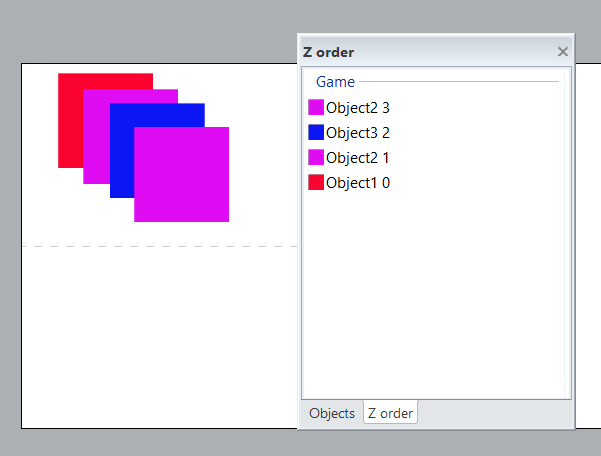 Z order
Game
Object2 3
Object3 2
Object2 1
Object1 0
Objects Z order